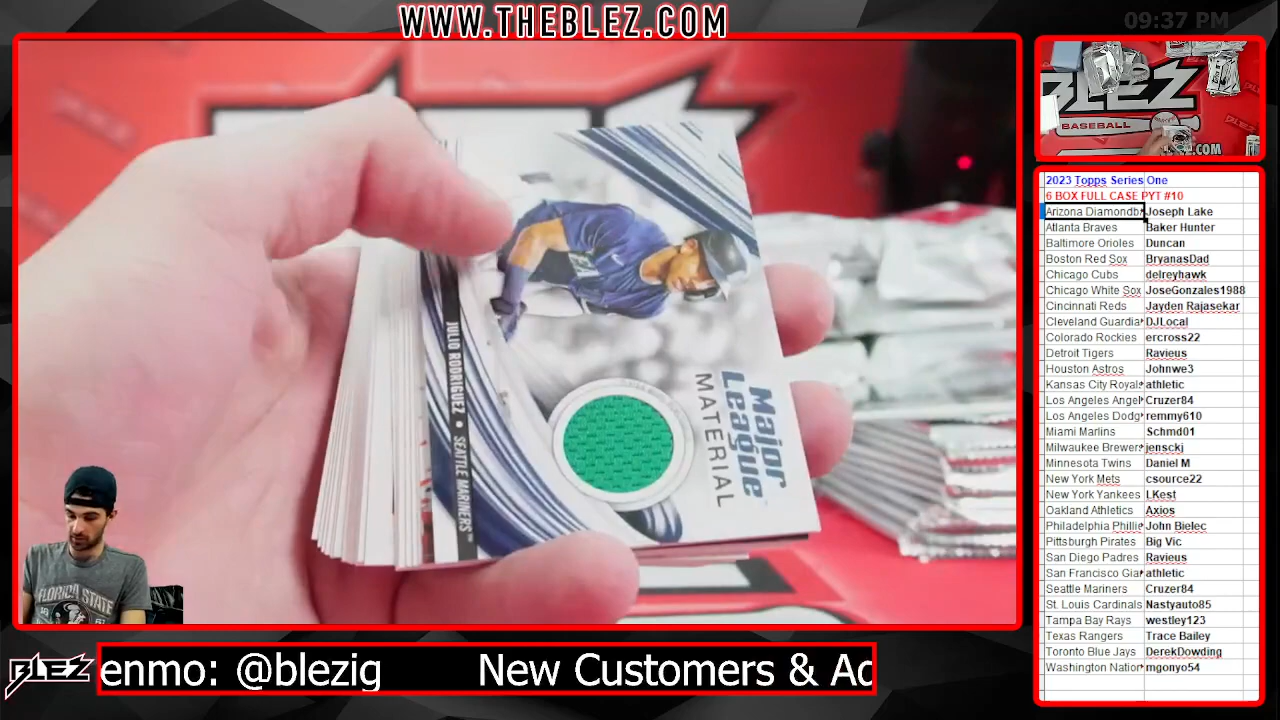 WWW.THEBLEZ.COM
09:37 PM
JULIO RODRIGUEZ • SEATTLE MARINERS™
Major
League
MATERIAL
BLEZ
BASEBALL
.COM
2023 Topps Series One
6 BOX FULL CASE PYT #10
Arizona Diamondb Joseph Lake
Atlanta Braves Baker Hunter
Baltimore Orioles Duncan
Boston Red Sox BryanasDad
Chicago Cubs delreyhawk
Chicago White Sox JoseGonzales1988
Cincinnati Reds Jayden Rajasekar
Cleveland Guardia DJLocal
Colorado Rockies ercross22
Detroit Tigers Ravieus
Houston Astros Johnwe3
Kansas City Royal athletic
Los Angeles Angel Cruzer84
Los Angeles Dodg remmy610
Miami Marlins Schmd01
Milwaukee Brewer jensckj
Minnesota Twins Daniel M
New York Mets csource22
New York Yankees LKest
Oakland Athletics Axios
Philadelphia Phillie John Bielec
Pittsburgh Pirates Big Vic
San Diego Padres Ravieus
San Francisco Gia athletic
Seattle Mariners Cruzer84
St. Louis Cardinals Nastyauto85
Tampa Bay Rays westley123
Texas Rangers Trace Bailey
Toronto Blue Jays DerekDowding
Washington Nation mgonyo54
FLORIDA STATE
BLEZ
enmo: @blezig New Customers & Ad